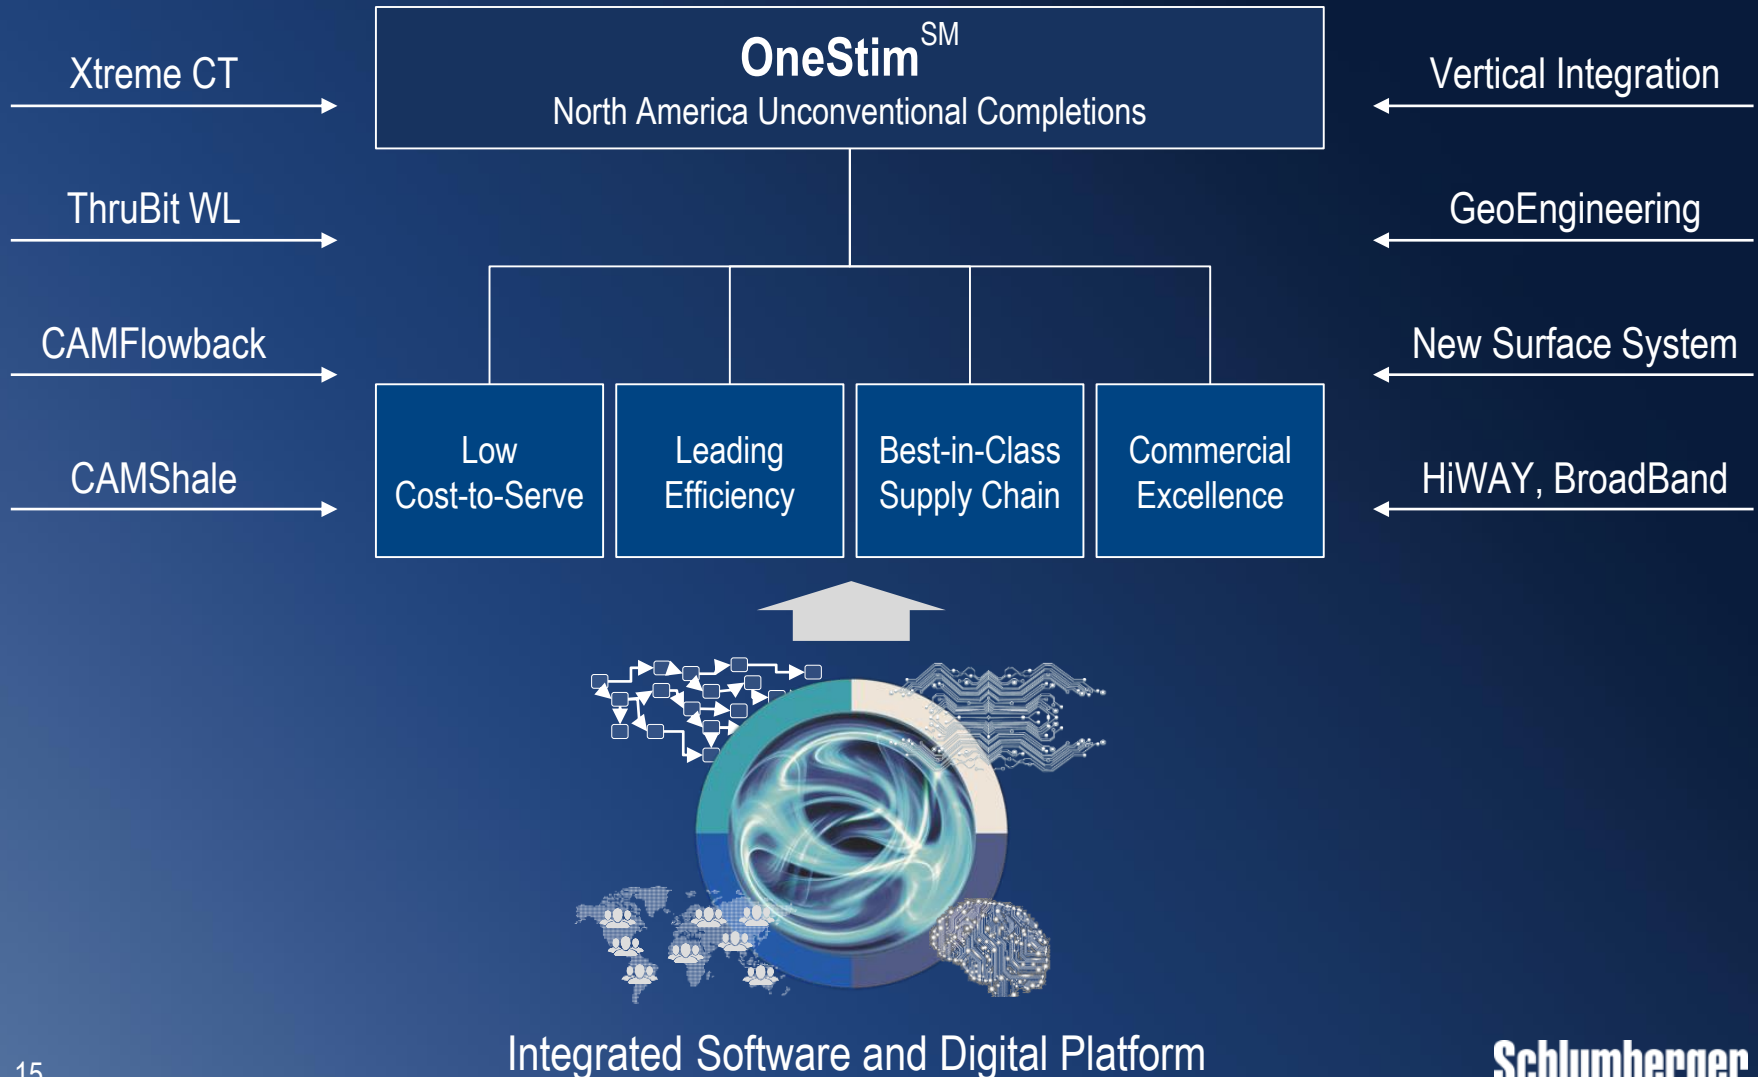 OneStim SM
North America Unconventional Completions
Xtreme CT
ThruBit WL
CAMFlowback
CAMShale
Vertical Integration
GeoEngineering
New Surface System
HiWAY, BroadBand
Low
Cost-to-Serve
Leading
Efficiency
Best-in-Class
Supply Chain
Commercial
Excellence
Integrated Software and Digital Platform
15
Schlumberger